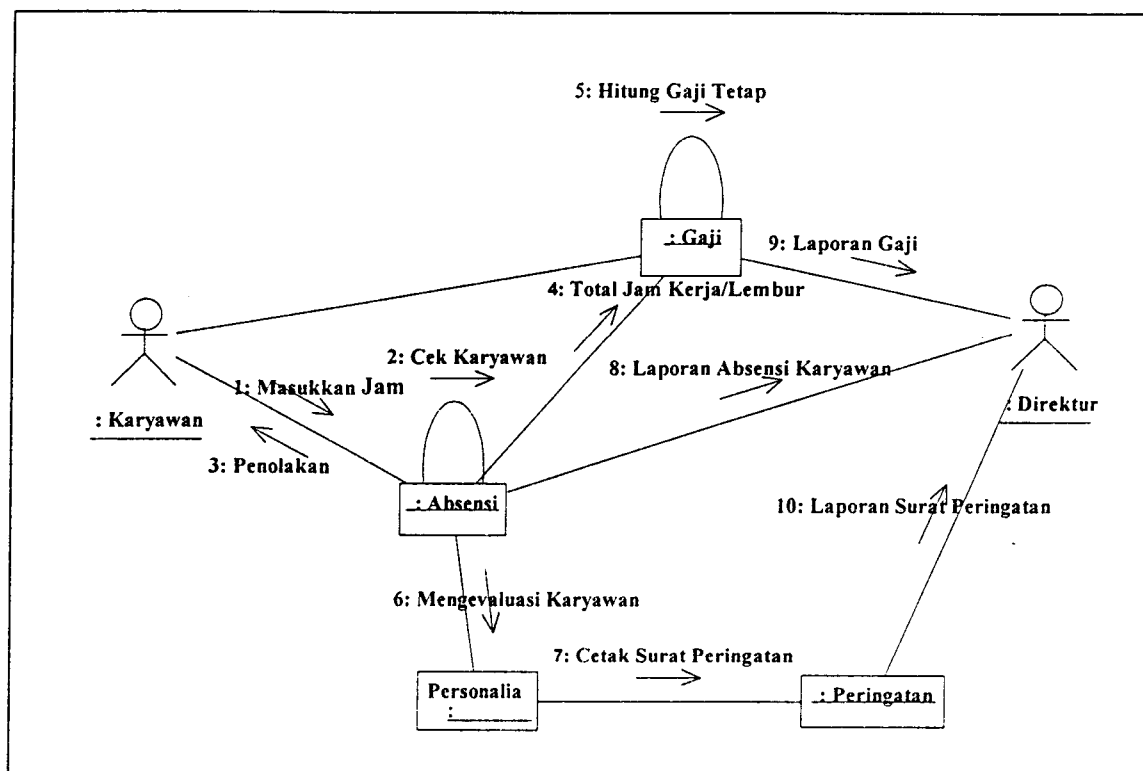 5: Hitung Gaji Tetap
: Gaji
9: Laporan Gaji
4: Total Jam Kerja/Lembur
2: Cek Karyawan
8: Laporan Absensi Karyawan
1: Masukkan Jam
: Karyawan
: Direktur
3: Penolakan
: Absensi
10: Laporan Surat Peringatan
6: Mengevaluasi Karyawan
7: Cetak Surat Peringatan
Personalia
:
: Peringatan